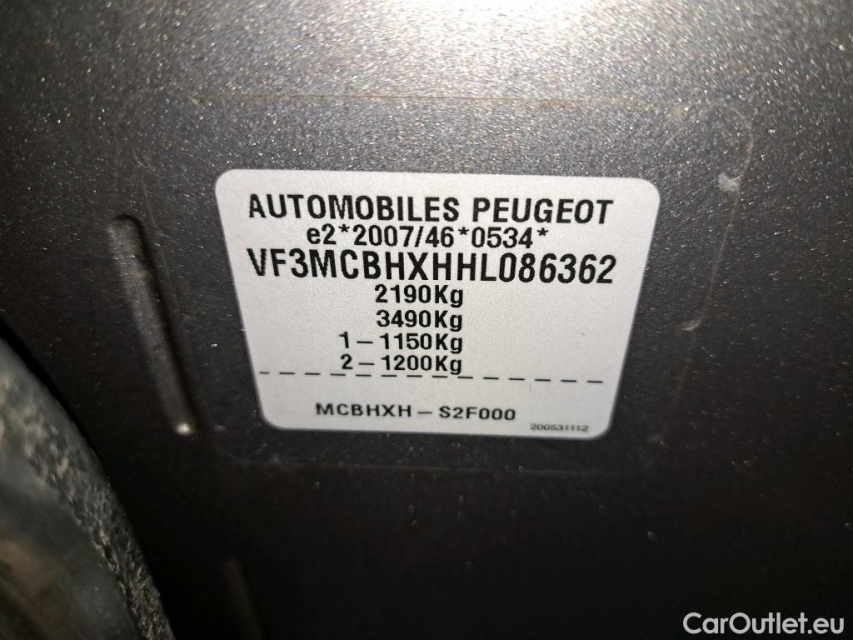 AUTOMOBILES PEUGEOT
e2*2007/46*0534*
VF3MCBHXHHL086362
2190Kg
3490Kg
1-1150Kg
2-1200Kg
MCBHXH-S2F000
200531112
CarOutlet.eu